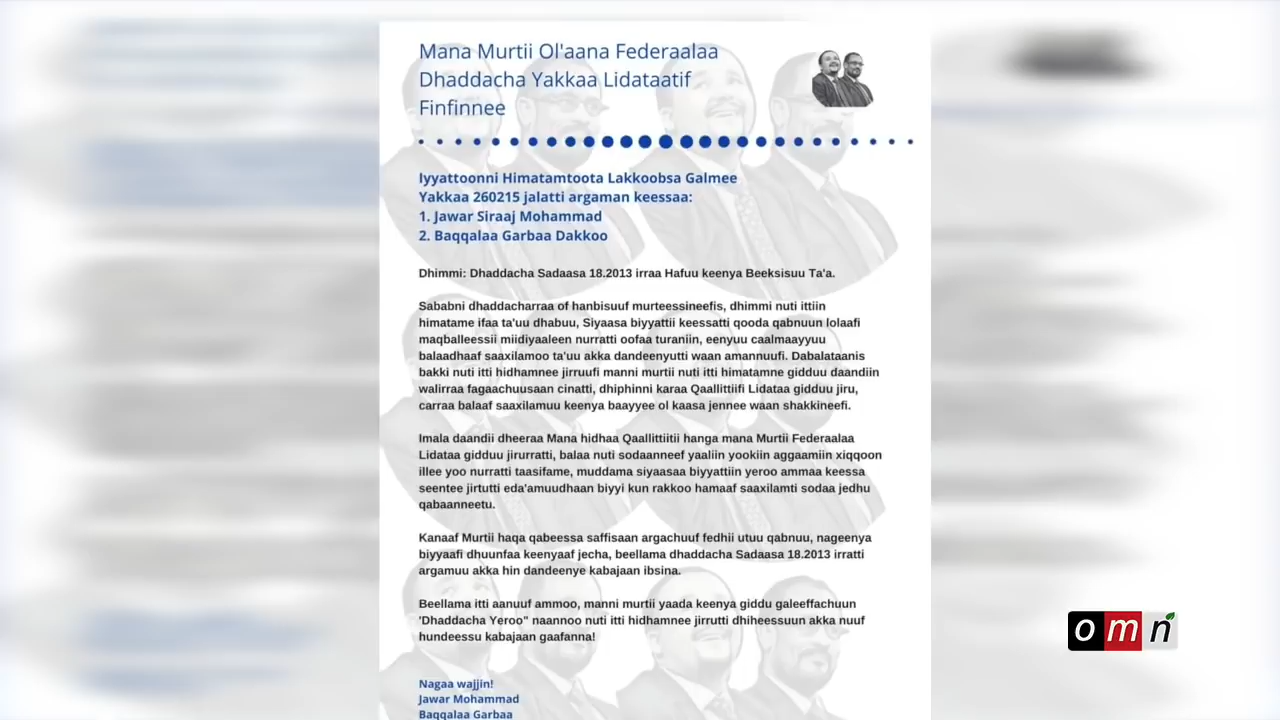 Mana Murtii Ol'aana Federaalaa
Dhaddacha Yakkaa Lidataatif
Finfinnee
Iyyattoonni Himatamtoota Lakkoobsa Galmee
Yakkaa 260215 jalatti argaman keessaa:
1. Jawar Siraaj Mohammad
2. Baqqalaa Garbaa Dakkoo
Dhimmi: Dhaddacha Sadaasa 18.2013 irraa Hafuu keenya Beeksisuu Ta'a.
Sababni dhaddacharraa of hanbisuuf murteessineefis, dhimmi nuti ittiin
himatame ifaa ta'uu dhabuu, Siyaasa biyyattii keessatti qooda qabnuun lolaafi
maqballeessii miidiyaaleen nurratti oofaa turaniin, eenyuu caalmaayyuu
balaadhaaf saaxilamoo ta'uu akka dandeenyutti waan amannuufi. Dabalataanis
bakki nuti itti hidhamnee jirruufi manni murtii nuti itti himatamne gidduu daandiin
walirraa fagaachuusaan cinatti, dhiphinni karaa Qaallittiifi Lidataa gidduu jiru,
carraa balaaf saaxilamuu keenya baayyee ol kaasa jennee waan shakkineefi.
Imala daandii dheeraa Mana hidhaa Qaallittiitii hanga mana Murtii Federaalaa
Lidataa gidduu jirurratti, balaa nuti sodaanneef yaaliin yookiin aggaamiin xiqqoon
illee yoo nurratti taasifame, muddama siyaasaa biyyattiin yeroo ammaa keessa
seentee jirtutti eda'amuudhaan biyyi kun rakkoo hamaaf saaxilamti sodaa jedhu
qabaanneetu.
Kanaaf Murtii haqa qabeessa saffisaan argachuuf fedhii utuu qabnuu, nageenya
biyyaafi dhuunfaa keenyaaf jecha, beellama dhaddacha Sadaasa 18.2013 irratti
argamuu akka hin dandeenye kabajaan ibsina.
Beellama itti aanuuf ammoo, manni murtii yaada keenya giddu galeeffachuun
'Dhaddacha Yeroo" naannoo nuti itti hidhamnee jirrutti dhiheessuun akka nuuf
hundeessu kabajaan gaafanna!
Nagaa wajjin!
Jawar Mohammad
Baqqalaa Garbaa
omn